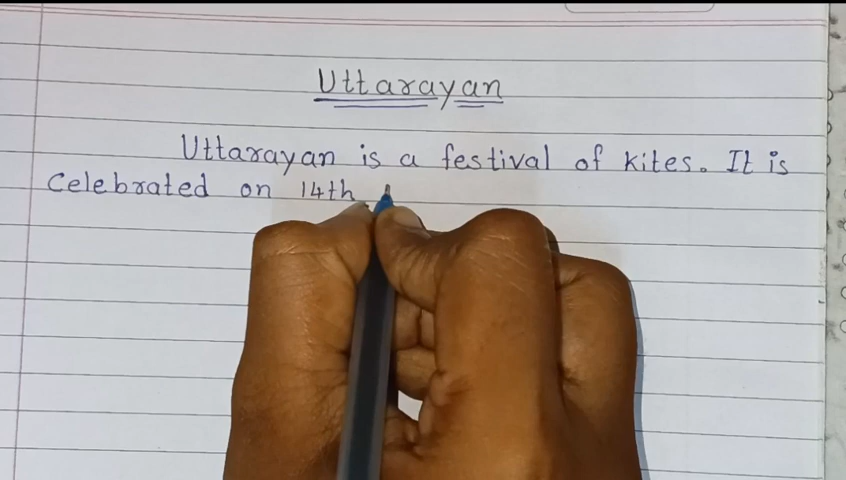 Uttarayan
Uttarayan is a festival of kites. It is
Celebrated on 14th